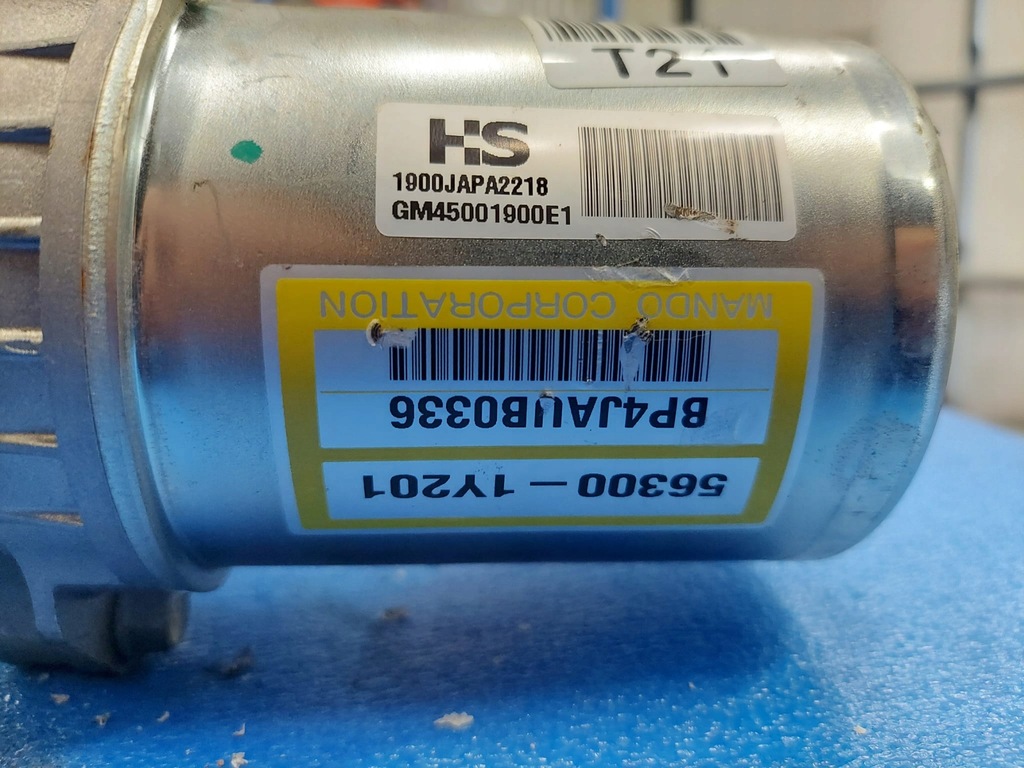 T21
HS
1900JAPA2218
GM45001900E1
MANDO CORPORATION
BP4JAUB0336
56300-1Y201